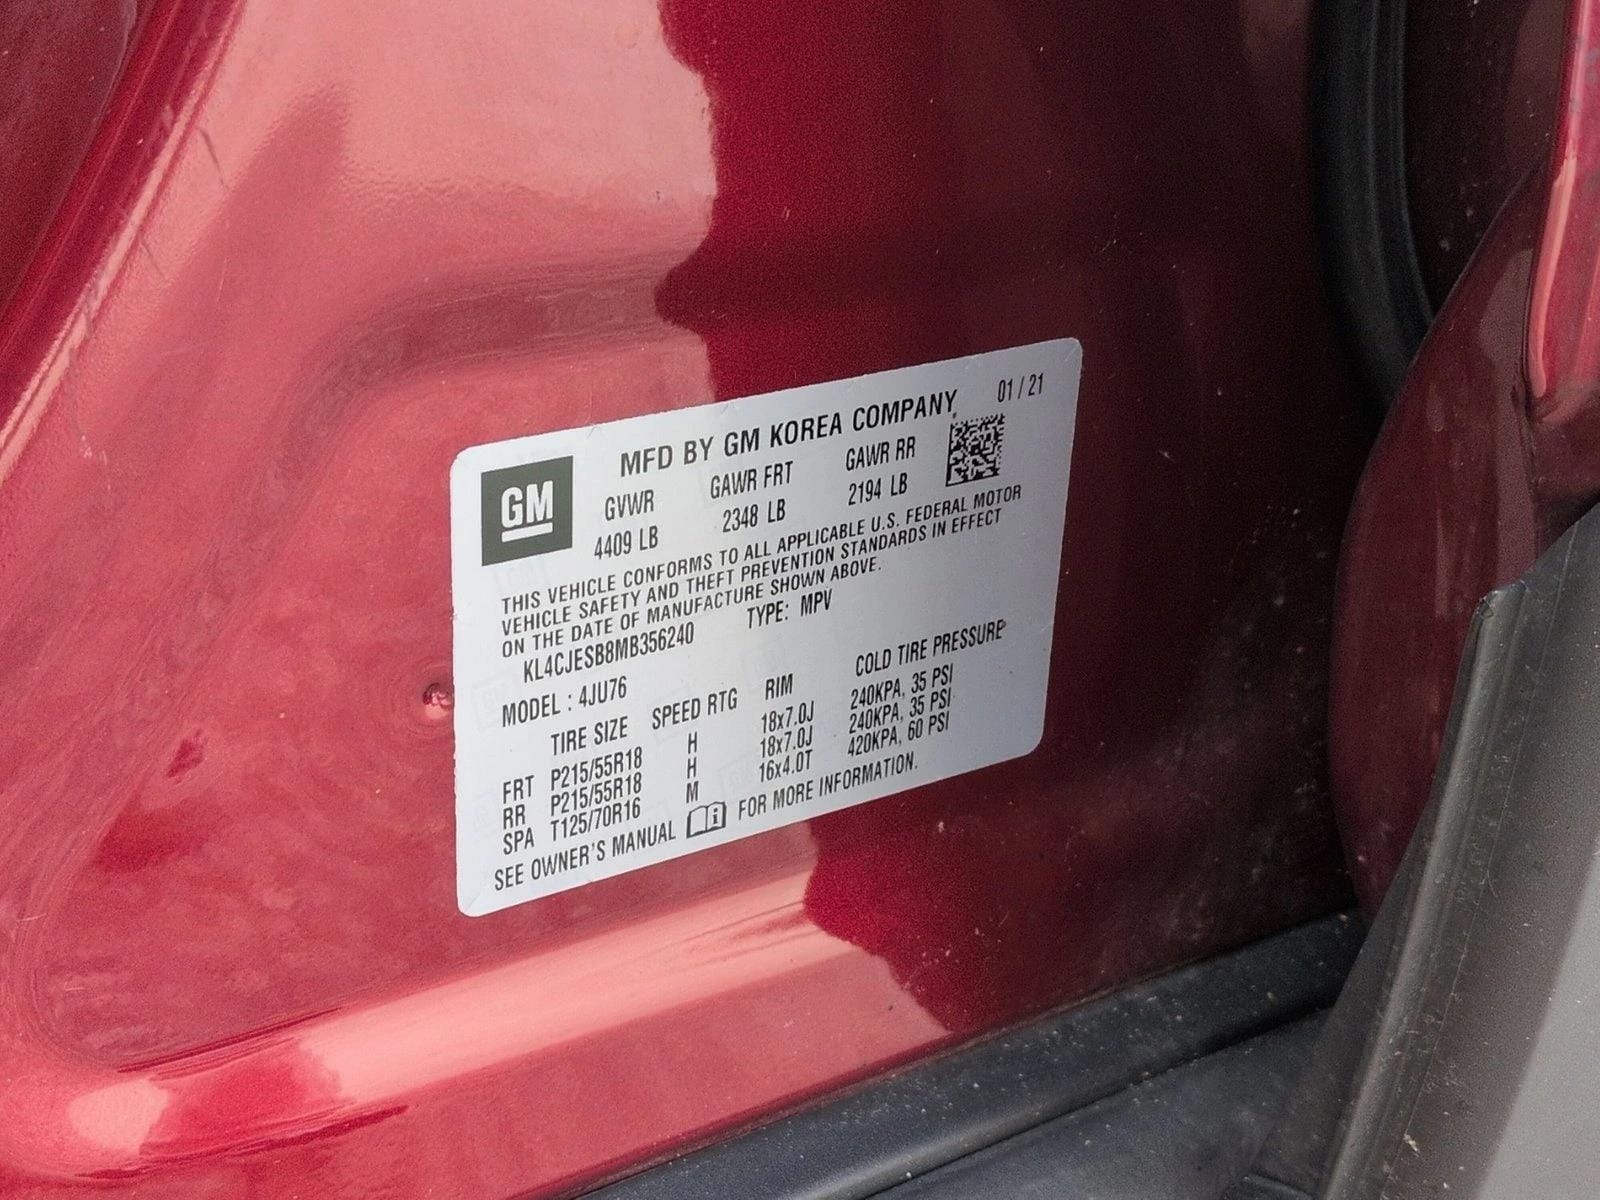 MFD BY GM KOREA COMPANY 01 / 21
GM
GVWR GAWR FRT GAWR RR
4409 LB 2348 LB 2194 LB
THIS VEHICLE CONFORMS TO ALL APPLICABLE U.S. FEDERAL MOTOR
VEHICLE SAFETY AND THEFT PREVENTION STANDARDS IN EFFECT
ON THE DATE OF MANUFACTURE SHOWN ABOVE.
KL4CJESB8MB356240 TYPE: MPV
MODEL : 4JU76
TIRE SIZE SPEED RTG RIM COLD TIRE PRESSURE
FRT P215/55R18 H 18x7.0J 240KPA, 35 PSI
RR P215/55R18 H 18x7.0J 240KPA, 35 PSI
SPA T125/70R16 M 16x4.0T 420KPA, 60 PSI
SEE OWNER'S MANUAL FOR MORE INFORMATION.